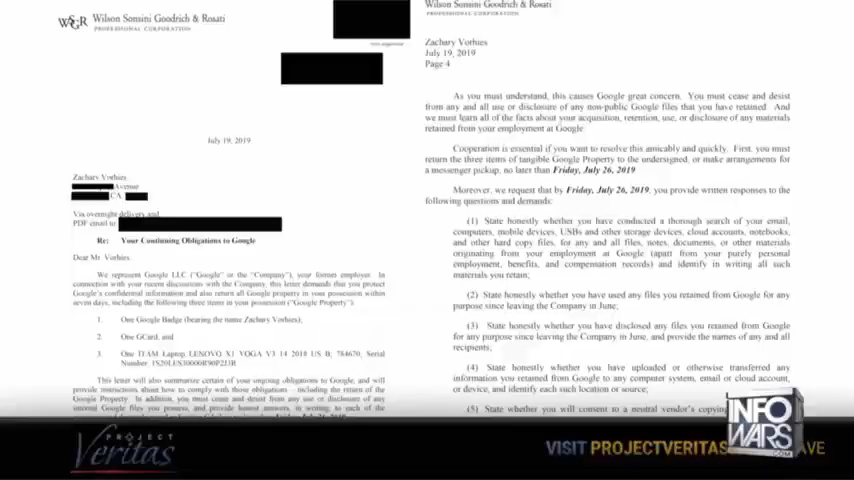 WSGR Wilson Sonsini Goodrich & Rosati
PROFESSIONAL CORPORATION
July 19, 2019
Zachary Vorhies
Avenue
CA
Via overnight delivery and
PDF email to
Re: Your Continuing Obligations to Google
Dear Mr. Vorhies:
We represent Google LLC ("Google" or the "Company"), your former employer. In
connection with your recent discussions with the Company, this letter demands that you protect
Google's confidential information and also return all Google property in your possession within
seven days, including the following three items in your possession ("Google Property"):
1. One Google Badge (bearing the name Zachary Vorhies);
2. One GCard; and
3. One ITAM Laptop LENOVO X1 YOGA V3 14 2018 US B; 784670, Serial
Number
This letter will also summarize certain of your ongoing obligations to Google, and will
provide instructions about how to comply with those obligations – including the return of the
Google Property. In addition, you must cease and desist from any use or disclosure of any
internal Google files you possess, and provide honest answers, in writing, to each of the
Wilson Sonsini Goodrich & Rosati
PROFESSIONAL CORPORATION
Zachary Vorhies
July 19, 2019
Page 4
As you must understand, this causes Google great concern. You must cease and desist
from any and all use or disclosure of any non-public Google files that you have retained. And
we must learn all of the facts about your acquisition, retention, use, or disclosure of any materials
retained from your employment at Google.
Cooperation is essential if you want to resolve this amicably and quickly. First, you must
return the three items of tangible Google Property to the undersigned, or make arrangements for
a messenger pickup, no later than Friday, July 26, 2019
Moreover, we request that by Friday, July 26, 2019, you provide written responses to the
following questions and demands:
(1) State honestly whether you have conducted a thorough search of your email,
computers, mobile devices, USBs and other storage devices, cloud accounts, notebooks,
and other hard copy files, for any and all files, notes, documents, or other materials
originating from your employment at Google (apart from your purely personal
employment, benefits, and compensation records) and identify in writing all such
materials you retain;
(2) State honestly whether you have used any files you retained from Google for any
purpose since leaving the Company in June;
(3) State honestly whether you have disclosed any files you retained from Google
for any purpose since leaving the Company in June, and provide the names of any and all
recipients;
(4) State honestly whether you have uploaded or otherwise transferred any
information you retained from Google to any computer system, email or cloud account,
or device, and identify each such location or source;
(5) State whether you will consent to a neutral vendor's copying
PROJECT
Veritas
VISIT PROJECTVERITAS
AVE
INFO
WARS
.COM